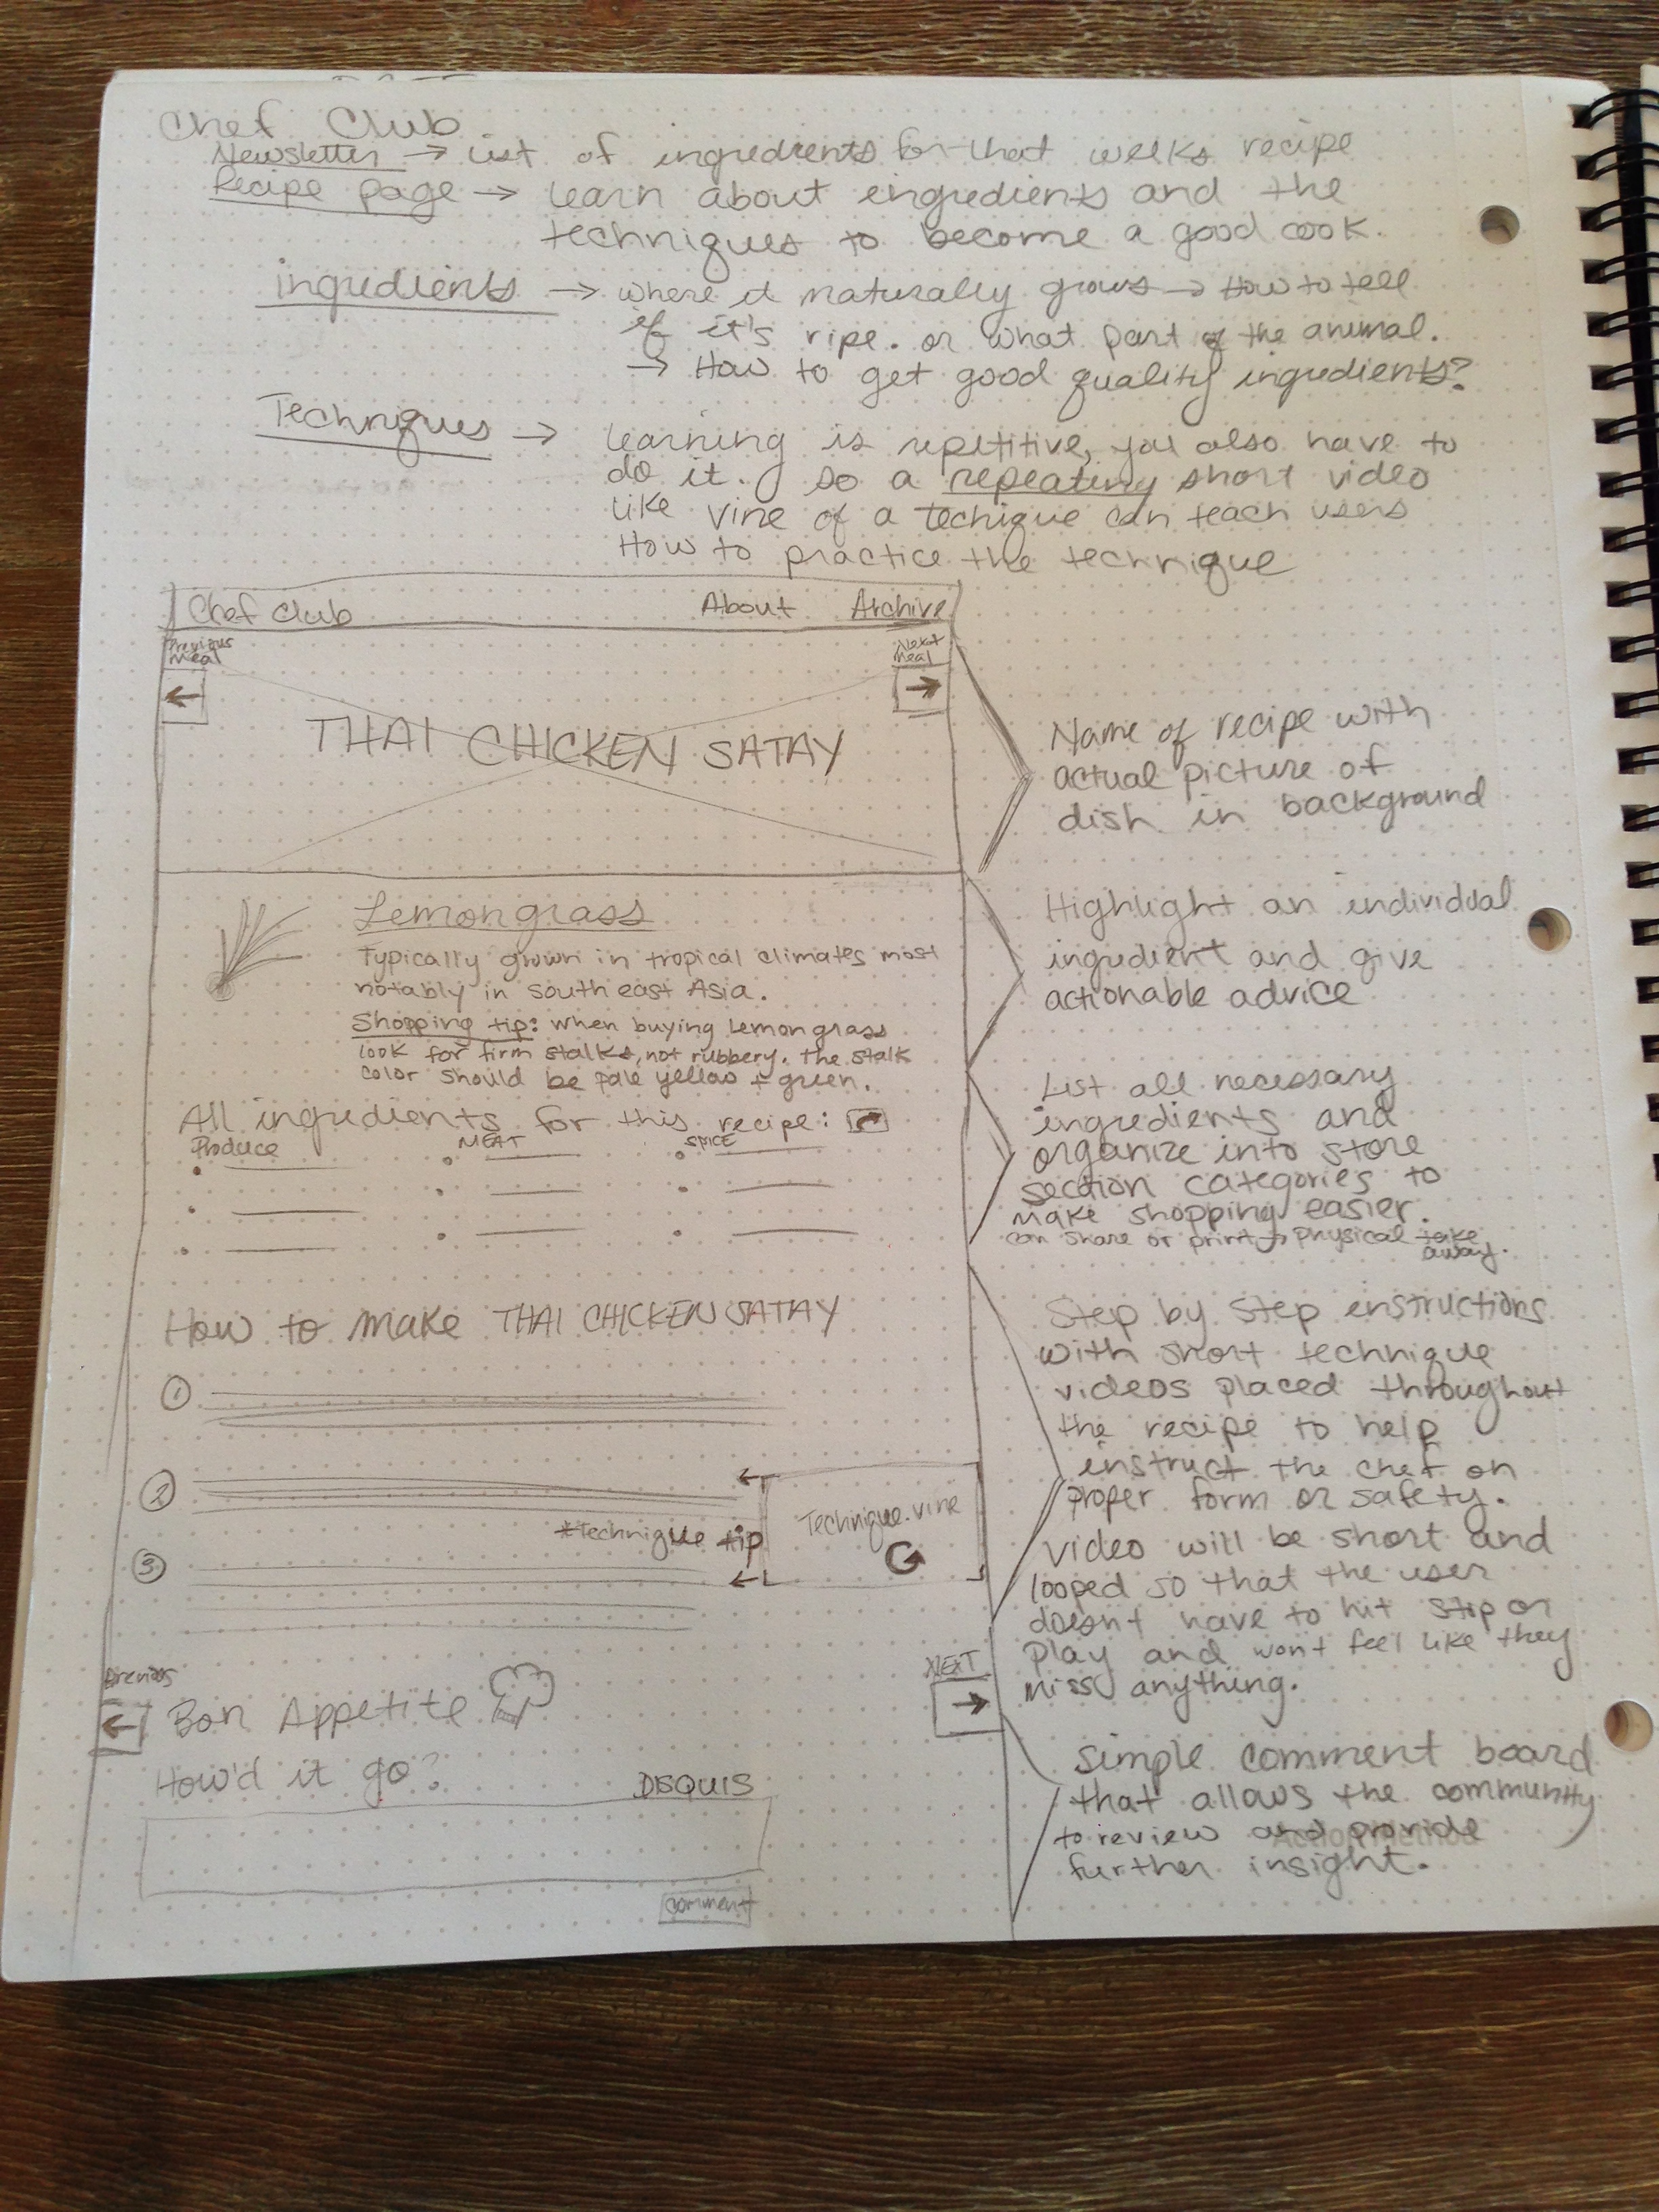 Chef Club
Newsletter → List of ingredients for that weeks recipe
Recipe page → Learn about ingredients and the
techniques to become a good cook.
ingredients → where it naturally grows → How to tell
if it's ripe. or what part of the animal.
→ How to get good quality ingredients?
Techniques → learning is repetitive, you also have to
do it. so a repeating short video
like vine of a techique can teach users
How to practice the technique
Chef Club About Archive
Previous Meal
Next Meal
← →
THAI CHICKEN SATAY
Name of recipe with
actual picture of
dish in background
Lemongrass
Typically grown in tropical climates most
notably in south east Asia.
Shopping tip: when buying Lemongrass
look for firm stalks, not rubbery. the stalk
color should be pale yellow + green.
Highlight an individual
ingredient and give
actionable advice
All ingredients for this recipe:
Produce MEAT SPICE
List all necessary
ingredients and
organize into store
section categories to
make shopping easier.
can share or print → physical take
away.
How to make THAI CHICKEN SATAY
1
2
*Technique tip
Technique vine
3
Step by Step instructions
with short technique
videos placed throughout
the recipe to help
instruct the chef on
proper form or safety.
video will be short and
looped so that the user
doesnt have to hit stop or
play and won't feel like they
miss anything.
Previous
←
Bon Appetite
NEXT
→
How'd it go?
DISQUIS
comment
simple comment board
that allows the community
to review and provide
further insight.